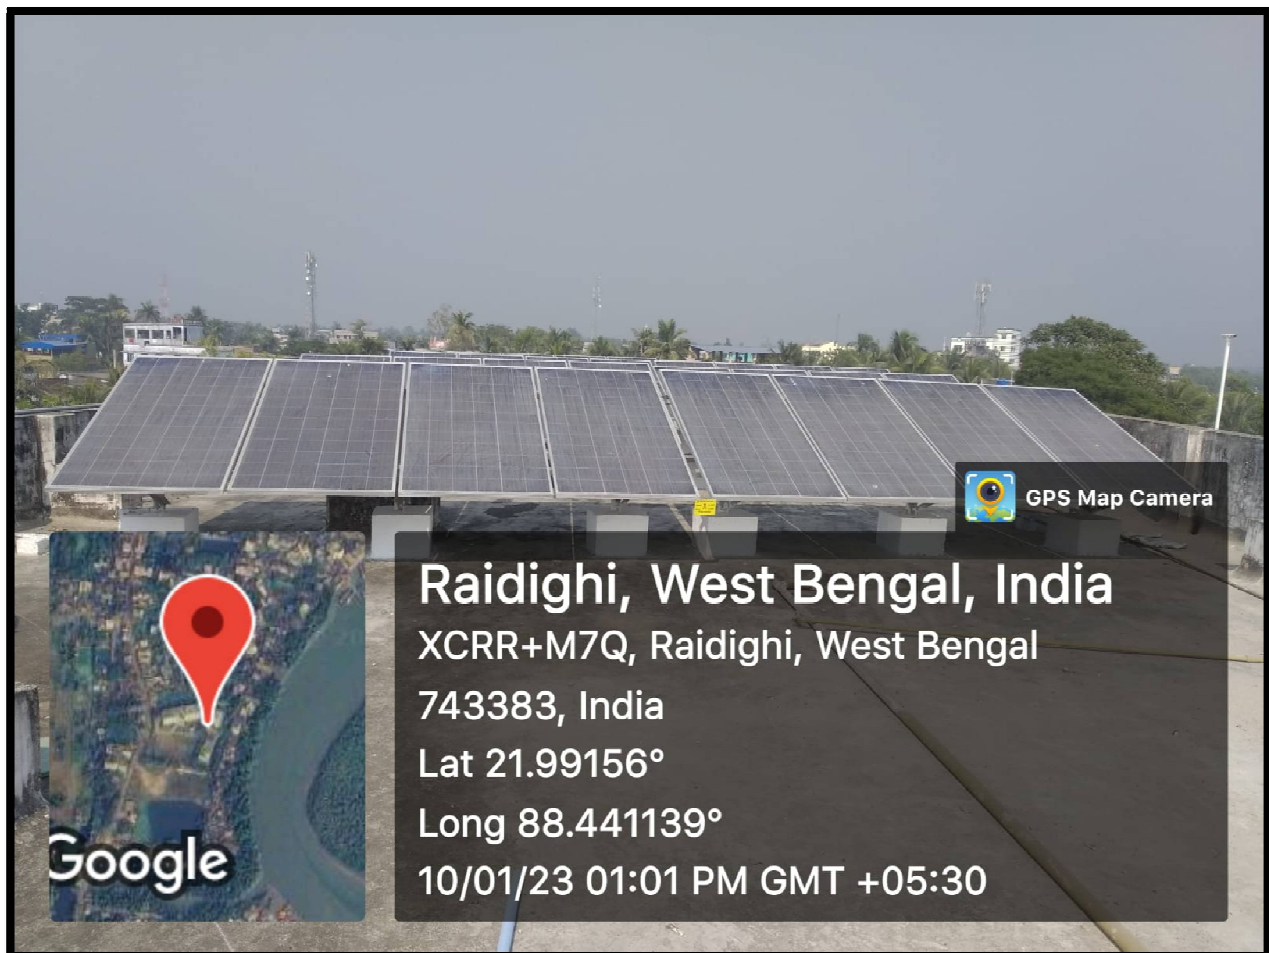 GPS Map Camera
Raidighi, West Bengal, India
XCRR+M7Q, Raidighi, West Bengal
743383, India
Lat 21.99156°
Long 88.441139°
10/01/23 01:01 PM GMT +05:30
Google